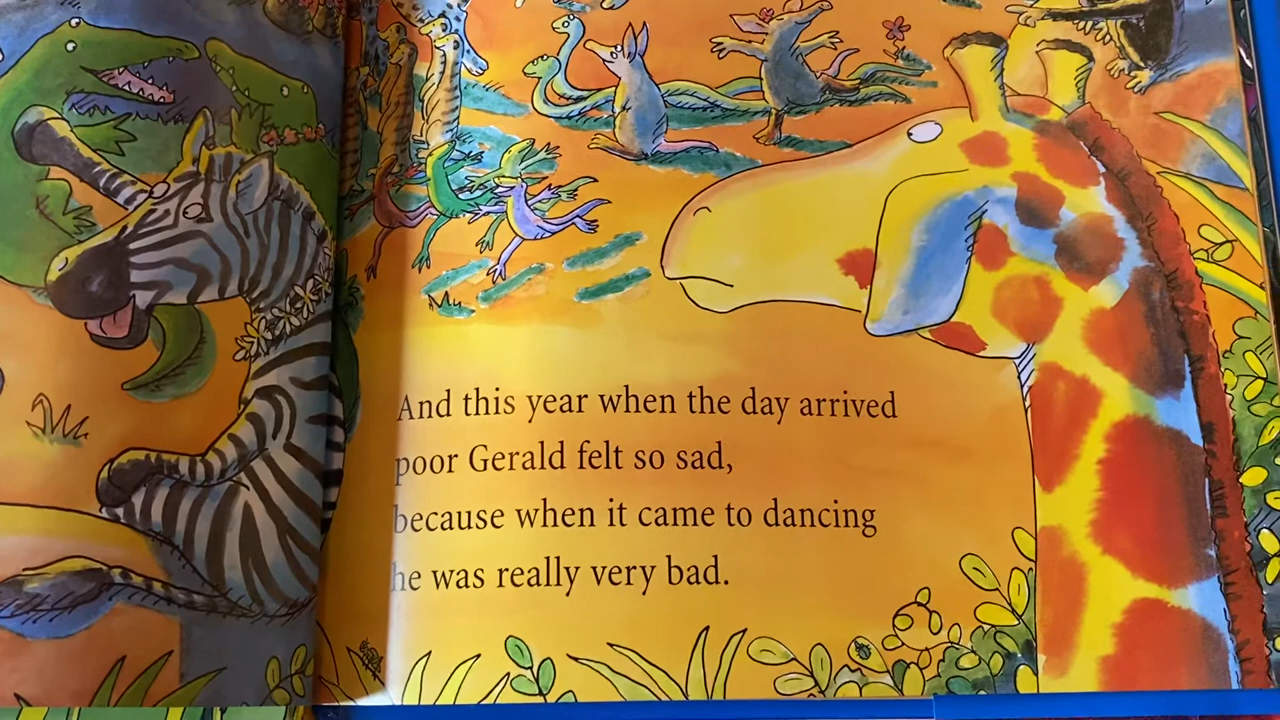 And this year when the day arrived
poor Gerald felt so sad,
because when it came to dancing
he was really very bad.